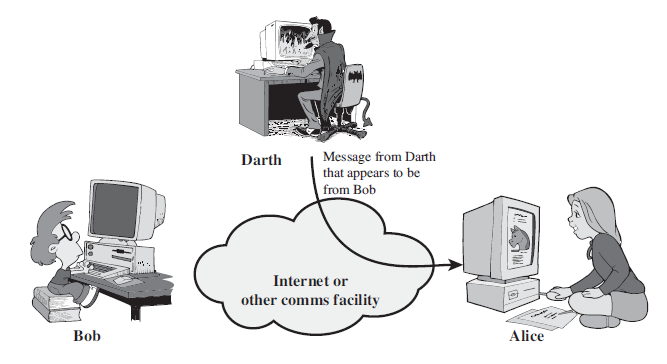 Darth
Message from Darth
that appears to be
from Bob
Internet or
other comms facility
Bob
Alice